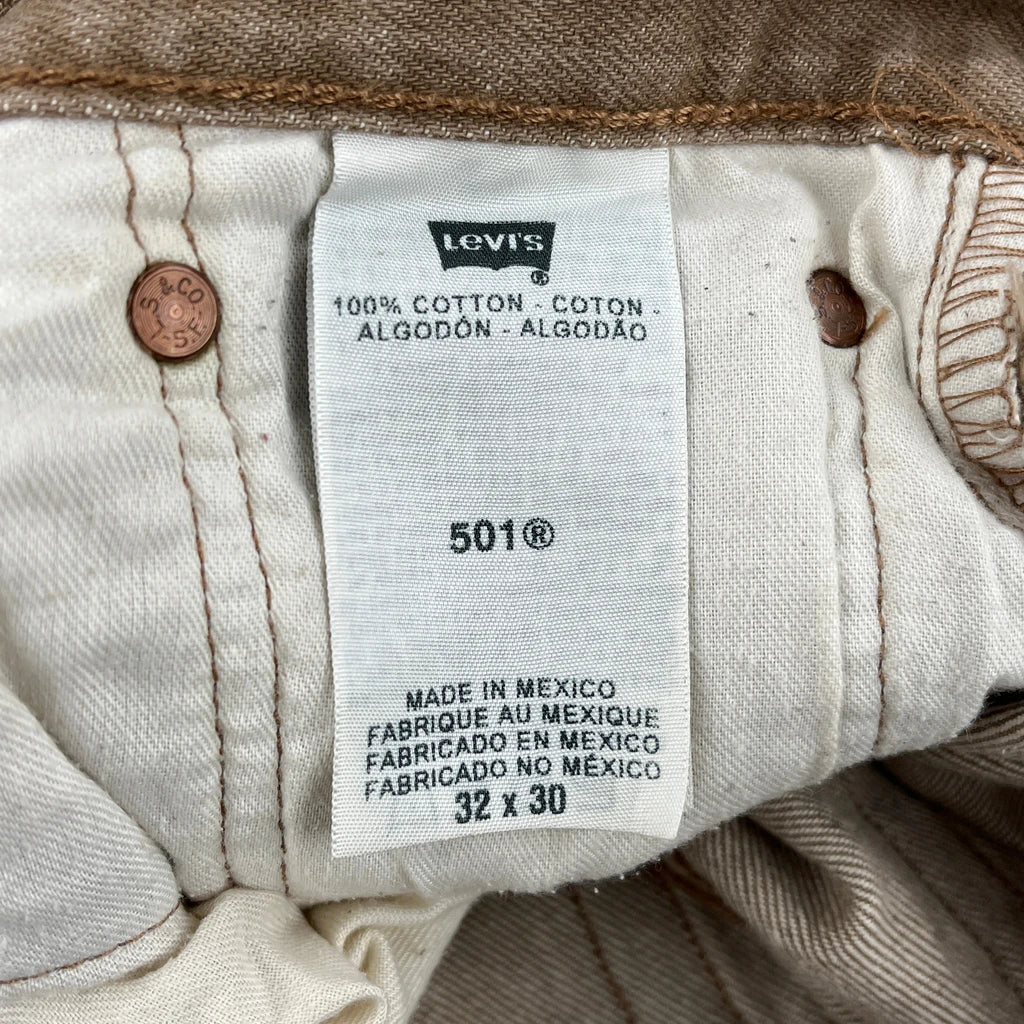 Levi's
®
100% COTTON - COTON -
ALGODÓN - ALGODÃO
501®
MADE IN MEXICO
FABRIQUE AU MEXIQUE
FABRICADO EN MEXICO
FABRICADO NO MÉXICO
32 x 30
S.&CO
L.S.